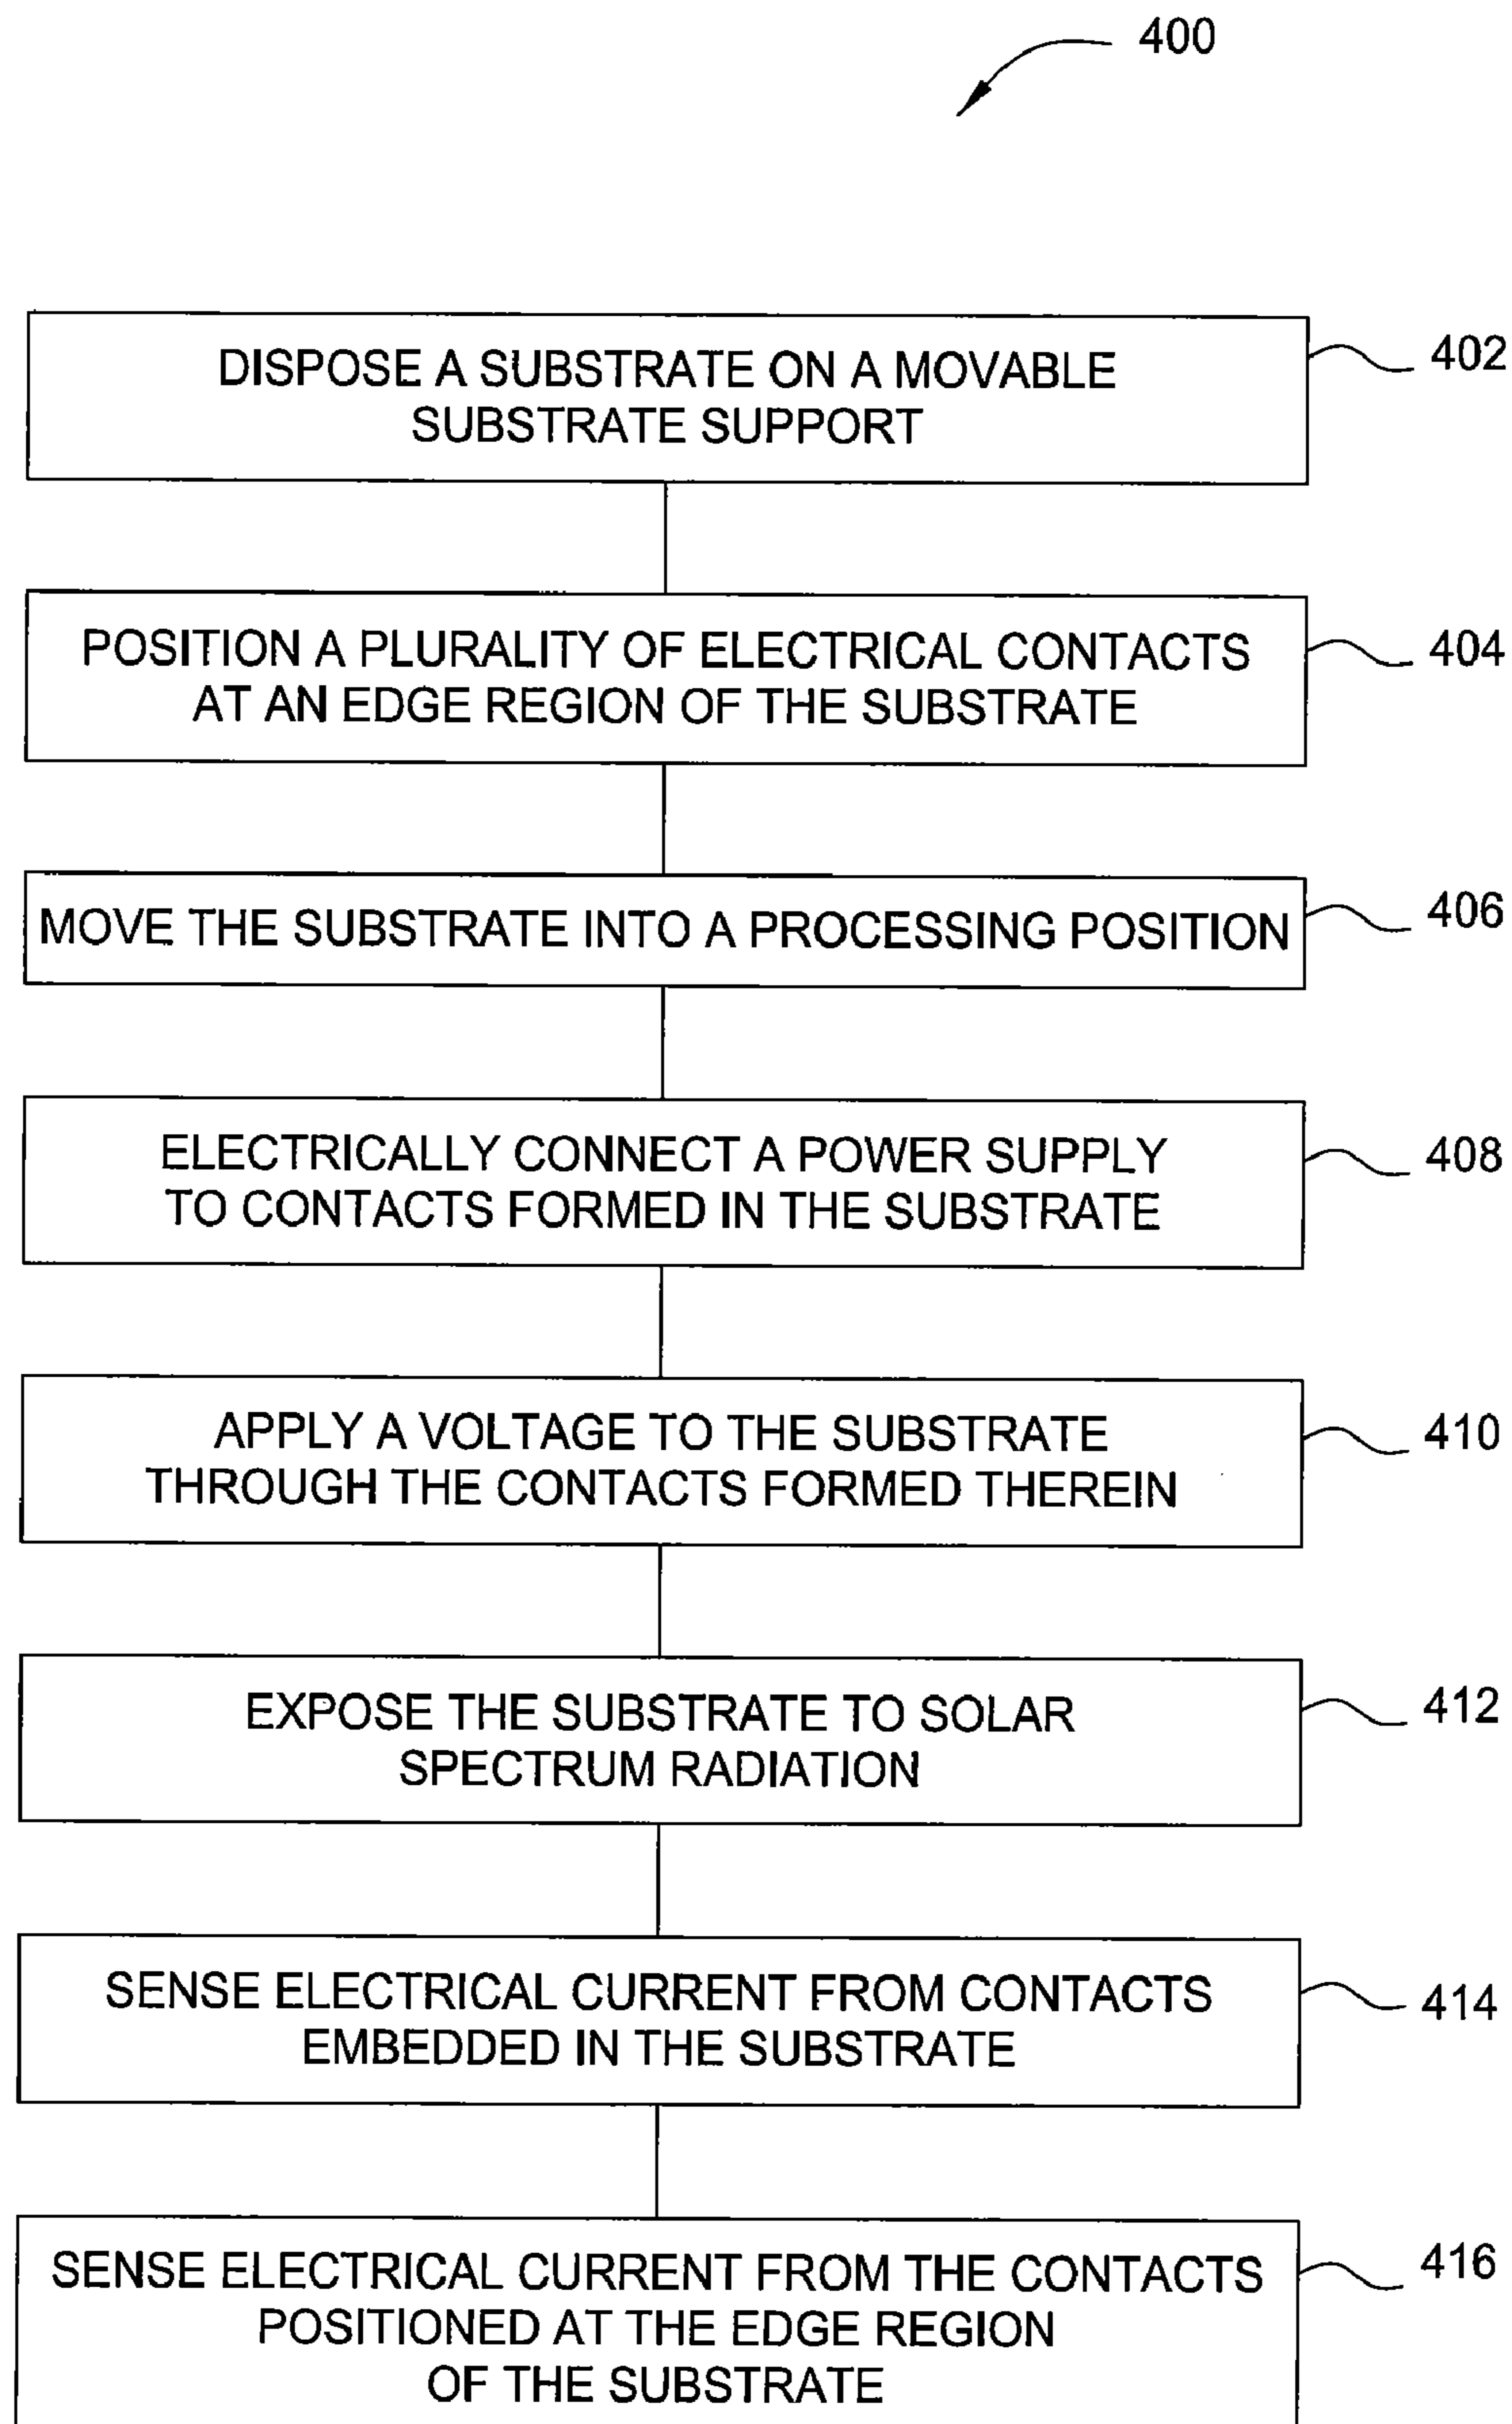 400
DISPOSE A SUBSTRATE ON A MOVABLE
SUBSTRATE SUPPORT
402
POSITION A PLURALITY OF ELECTRICAL CONTACTS
AT AN EDGE REGION OF THE SUBSTRATE
404
MOVE THE SUBSTRATE INTO A PROCESSING POSITION
406
ELECTRICALLY CONNECT A POWER SUPPLY
TO CONTACTS FORMED IN THE SUBSTRATE
408
APPLY A VOLTAGE TO THE SUBSTRATE
THROUGH THE CONTACTS FORMED THEREIN
410
EXPOSE THE SUBSTRATE TO SOLAR
SPECTRUM RADIATION
412
SENSE ELECTRICAL CURRENT FROM CONTACTS
EMBEDDED IN THE SUBSTRATE
414
SENSE ELECTRICAL CURRENT FROM THE CONTACTS
POSITIONED AT THE EDGE REGION
OF THE SUBSTRATE
416